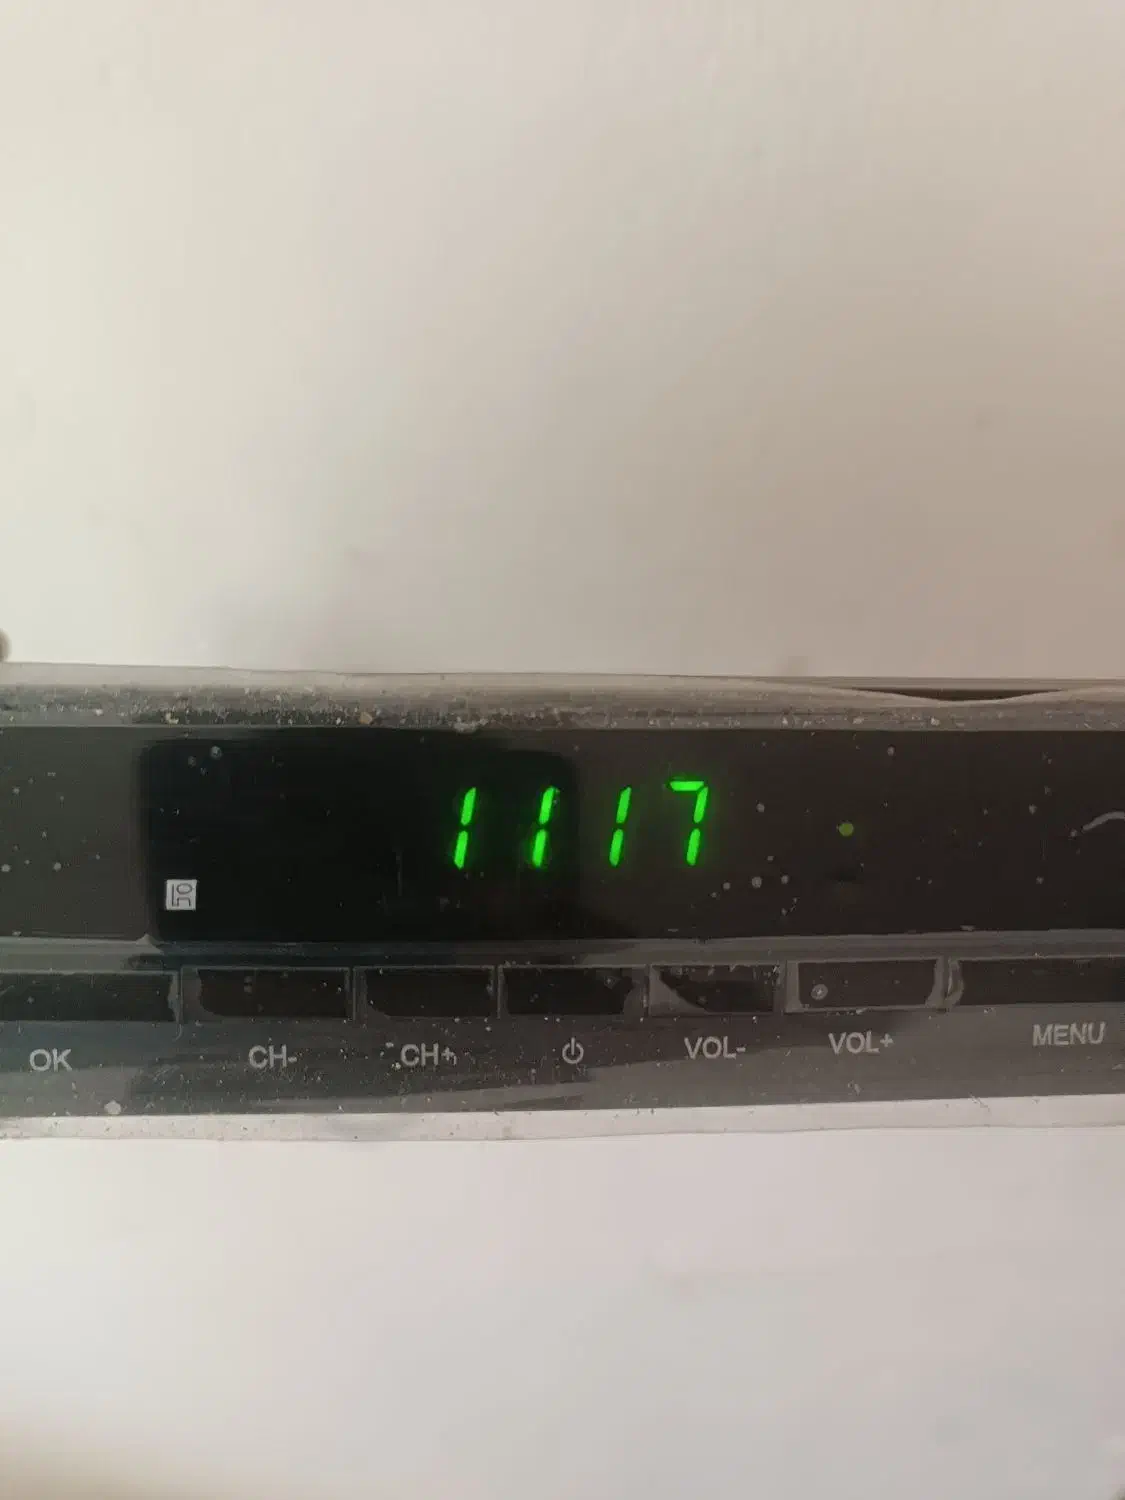 1117
OK CH- CH+ VOL- VOL+ MENU